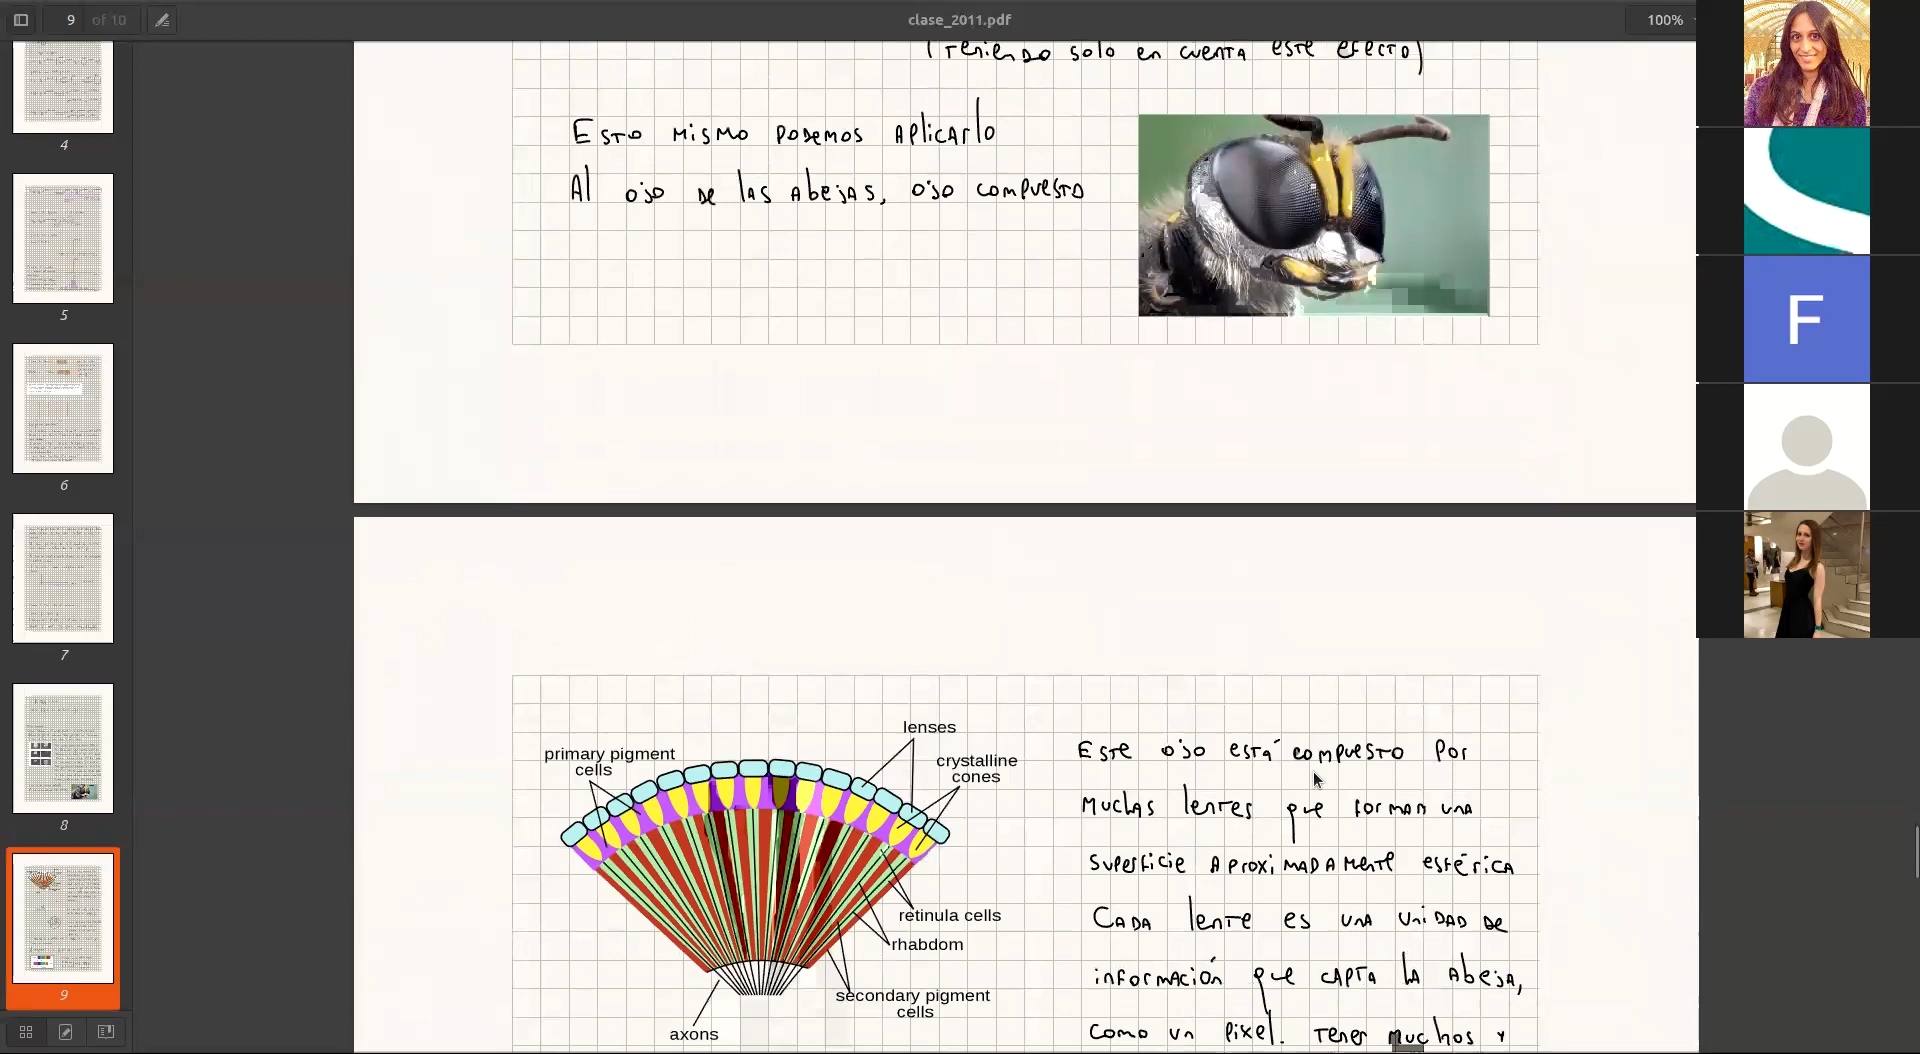 9 of 10
clase_2011.pdf
100%
(teniendo solo en cuenta este efecto)
Esto mismo podemos aplicarlo
Al ojo de las abejas, ojo compuesto
4
5
6
7
8
9
F
lenses
primary pigment
cells
crystalline
cones
retinula cells
rhabdom
secondary pigment
cells
axons
Este ojo está compuesto por
muchas lentes que forman una
superficie aproximadamente esférica
Cada lente es una unidad de
información que capta la abeja,
como un pixel. Tener muchos y